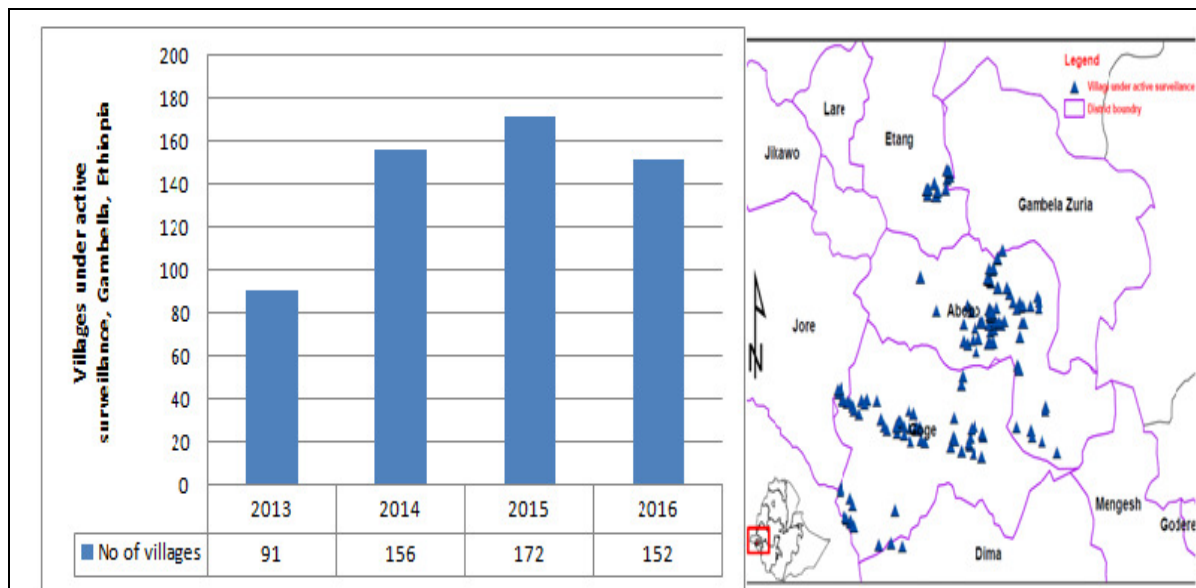 Villages under active
surveillance, Gambella, Ethiopia
200
180
160
140
120
100
80
60
40
20
0
2013 2014 2015 2016
No of villages 91 156 172 152
Legend
Villag under active surveillance
District boundry
Lare
Etang
Jikawo
Gambela Zuria
Abobo
Jore
N
Goge
Mengesh
Godere
Dima